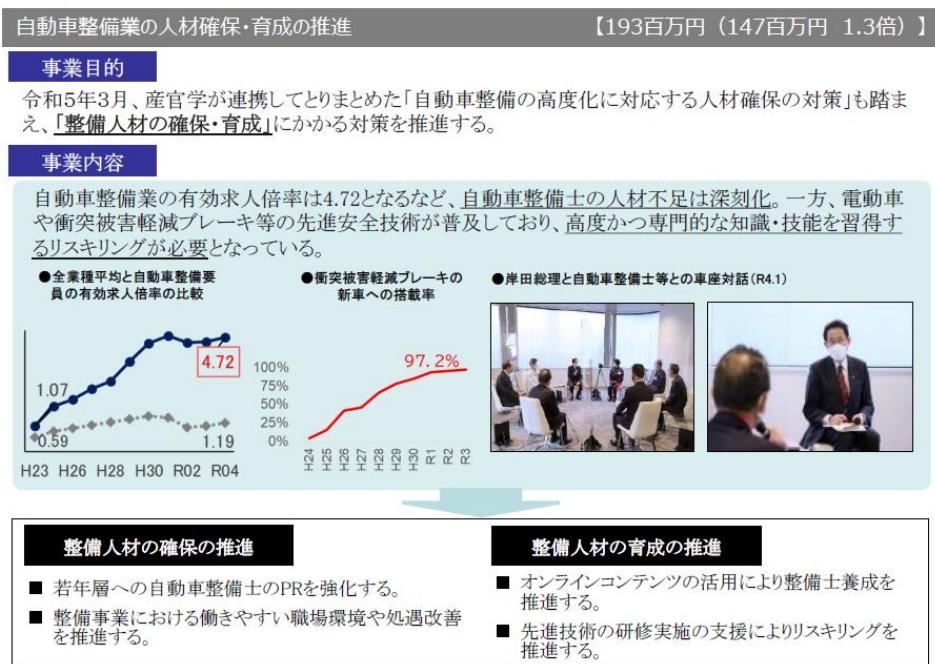 自動車整備業の人材確保・育成の推進 【193百万円（147百万円 1.3倍）】
事業目的
令和5年3月、産官学が連携してとりまとめた「自動車整備の高度化に対応する人材確保の対策」も踏ま
え、「整備人材の確保・育成」にかかる対策を推進する。
事業内容
自動車整備業の有効求人倍率は4.72となるなど、自動車整備士の人材不足は深刻化。一方、電動車
や衝突被害軽減ブレーキ等の先進安全技術が普及しており、高度かつ専門的な知識・技能を習得す
るリスキリングが必要となっている。
●全業種平均と自動車整備要
員の有効求人倍率の比較
4.72
1.07
0.59
1.19
H23 H26 H28 H30 R02 R04
●衝突被害軽減ブレーキの
新車への搭載率
97.2%
100%
75%
50%
25%
0%
H24 H25 H26 H27 H28 H29 H30 R1 R2 R3
●岸田総理と自動車整備士等との車座対話（R4.1）
整備人材の確保の推進
■ 若年層への自動車整備士のPRを強化する。
■ 整備事業における働きやすい職場環境や処遇改善
を推進する。
整備人材の育成の推進
■ オンラインコンテンツの活用により整備士養成を
推進する。
■ 先進技術の研修実施の支援によりリスキリングを
推進する。